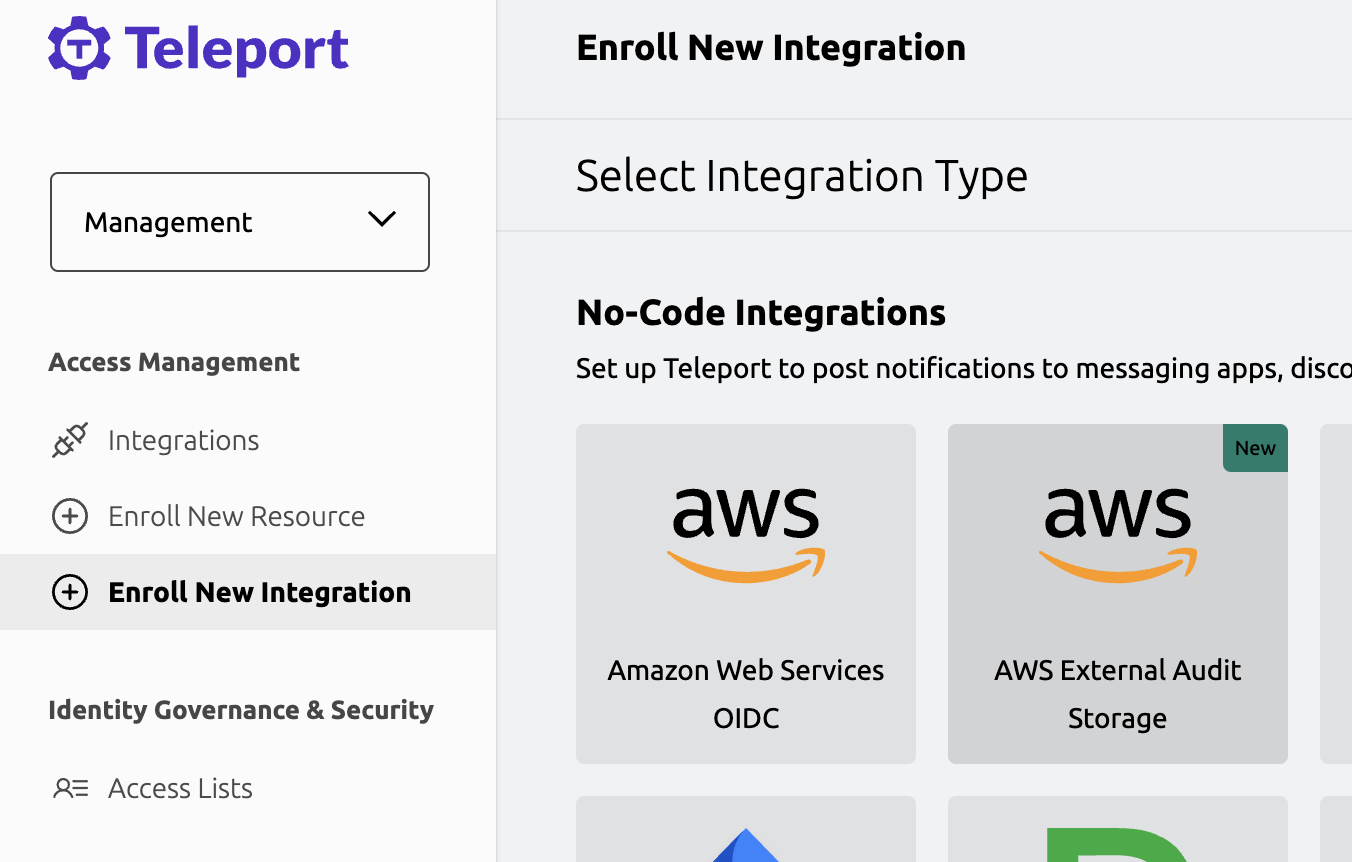 Teleport
Management
Access Management
Integrations
Enroll New Resource
Enroll New Integration
Identity Governance & Security
Access Lists
Enroll New Integration
Select Integration Type
No-Code Integrations
Set up Teleport to post notifications to messaging apps,
aws
Amazon Web Services
OIDC
New
aws
AWS External Audit
Storage